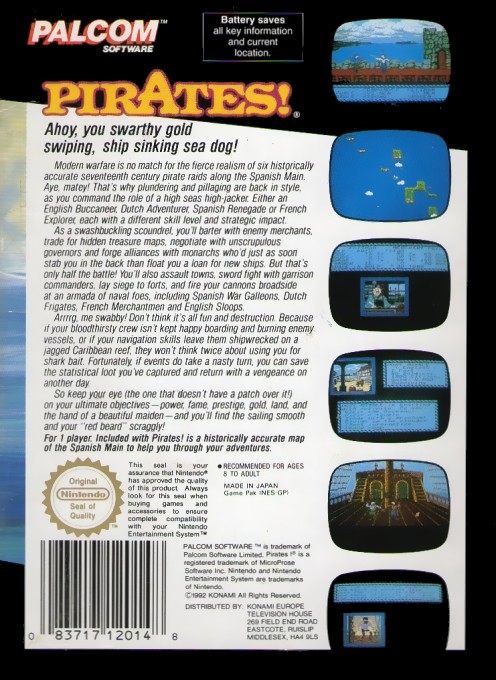 PALCOM™
SOFTWARE
Battery saves
all key information
and current
location.
PIRATES!®
Ahoy, you swarthy gold
swiping, ship sinking sea dog!
Modern warfare is no match for the fierce realism of six historically
accurate seventeenth century pirate raids along the Spanish Main.
Aye, matey! That's why plundering and pillaging are back in style,
as you command the role of a high seas high-jacker. Either an
English Buccaneer, Dutch Adventurer, Spanish Renegade or French
Explorer, each with a different skill level and strategic impact.
As a swashbuckling scoundrel, you'll barter with enemy merchants,
trade for hidden treasure maps, negotiate with unscrupulous
governors and forge alliances with monarchs who'd just as soon
stab you in the back than float you a loan for new ships. But that's
only half the battle! You'll also assault towns, sword fight with garrison
commanders, lay siege to forts, and fire your cannons broadside
at an armada of naval foes, including Spanish War Galleons, Dutch
Frigates, French Merchantmen and English Sloops.
Arrrrg, me swabby! Don't think it's all fun and destruction. Because
if your bloodthirsty crew isn't kept happy boarding and burning enemy
vessels, or if your navigation skills leave them shipwrecked on a
jagged Caribbean reef, they won't think twice about using you for
shark bait. Fortunately, if events do take a nasty turn, you can save
the statistical loot you've captured and return with a vengeance on
another day.
So keep your eye (the one that doesn't have a patch over it!)
on your ultimate objectives—power, fame, prestige, gold, land, and
the hand of a beautiful maiden—and you'll find the sailing smooth
and your "red beard" scraggly!
For 1 player. Included with Pirates! is a historically accurate map
of the Spanish Main to help you through your adventures.
Original
Nintendo
Seal of
Quality
™
This seal is your
assurance that Nintendo®
has approved the quality
of this product. Always
look for this seal when
buying games and
accessories to ensure
complete compatibility
with your Nintendo
Entertainment System™
● RECOMMENDED FOR AGES
8 TO ADULT
MADE IN JAPAN
Game Pak (NES-GP)
PALCOM SOFTWARE ™ is trademark of
Palcom Software Limited. Pirates!® is a
registered trademark of MicroProse
Software Inc. Nintendo and Nintendo
Entertainment System are trademarks
of Nintendo.
©1992 KONAMI All Rights Reserved.
DISTRIBUTED BY: KONAMI EUROPE
TELEVISION HOUSE
269 FIELD END ROAD
EASTCOTE, RUISLIP
MIDDLESEX, HA4 9LS
0 83717 12014 8